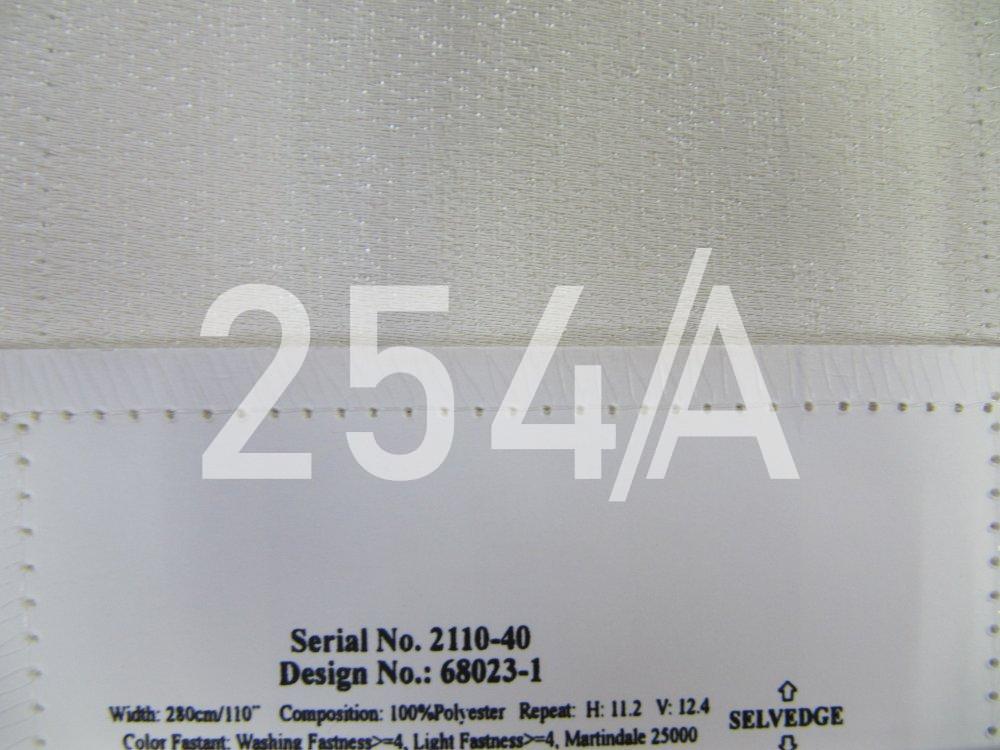 254/A
Serial No. 2110-40
Design No.: 68023-1
Width: 280cm/110" Composition: 100%Polyester Repeat: H: 11.2 V: 12.4
SELVEDGE
Color Fastant: Washing Fastness>=4, Light Fastness>=4, Martindale 25000